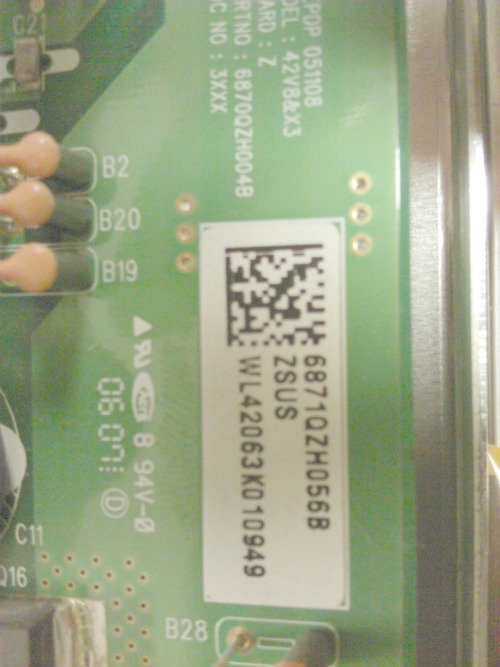 PDP 051108
DEL : 42V8&X3
ARD : Z
RTNO : 6870QZH004B
C NO : 3XXX
C21
B2
B20
B19
6871QZH056B
ZSUS
WL42063K010949
8 94V-0
06 07
D
C11
Q16
B28